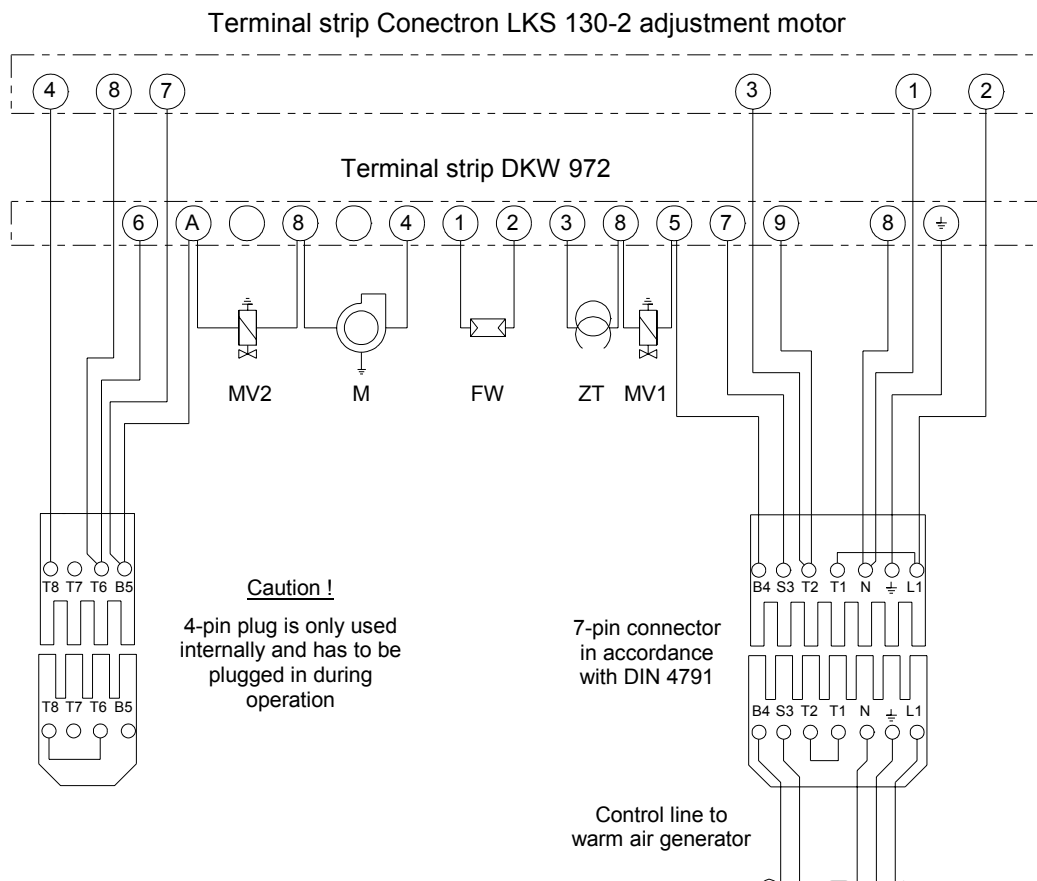 Terminal strip Conectron LKS 130-2 adjustment motor
4 8 7 3 1 2
Terminal strip DKW 972
6 A 8 4 1 2 3 8 5 7 9 8
MV2 M FW ZT MV1
T8 T7 T6 B5
B4 S3 T2 T1 N L1
Caution !
4-pin plug is only used
internally and has to be
plugged in during
operation
7-pin connector
in accordance
with DIN 4791
T8 T7 T6 B5
B4 S3 T2 T1 N L1
Control line to
warm air generator